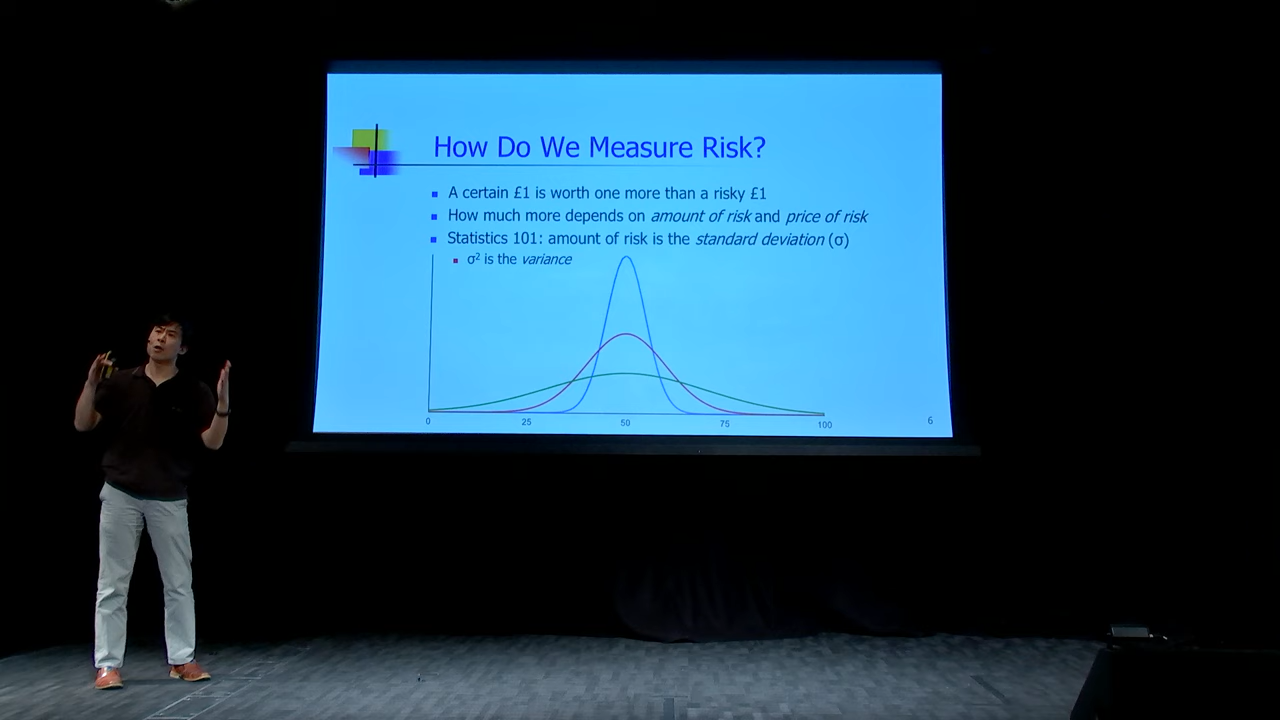 How Do We Measure Risk?
A certain £1 is worth one more than a risky £1
How much more depends on amount of risk and price of risk
Statistics 101: amount of risk is the standard deviation (σ)
σ² is the variance
0 25 50 75 100
6